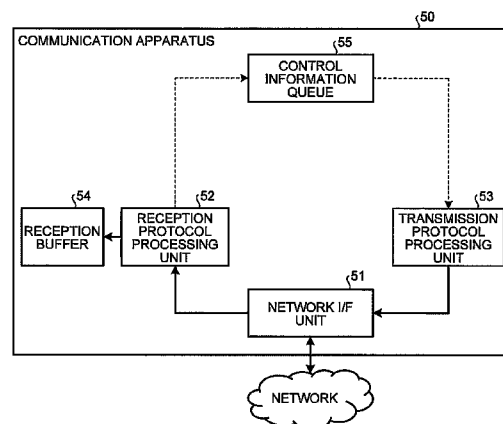 50
COMMUNICATION APPARATUS
55
CONTROL
INFORMATION
QUEUE
54
RECEPTION
BUFFER
52
RECEPTION
PROTOCOL
PROCESSING
UNIT
53
TRANSMISSION
PROTOCOL
PROCESSING
UNIT
51
NETWORK I/F
UNIT
NETWORK